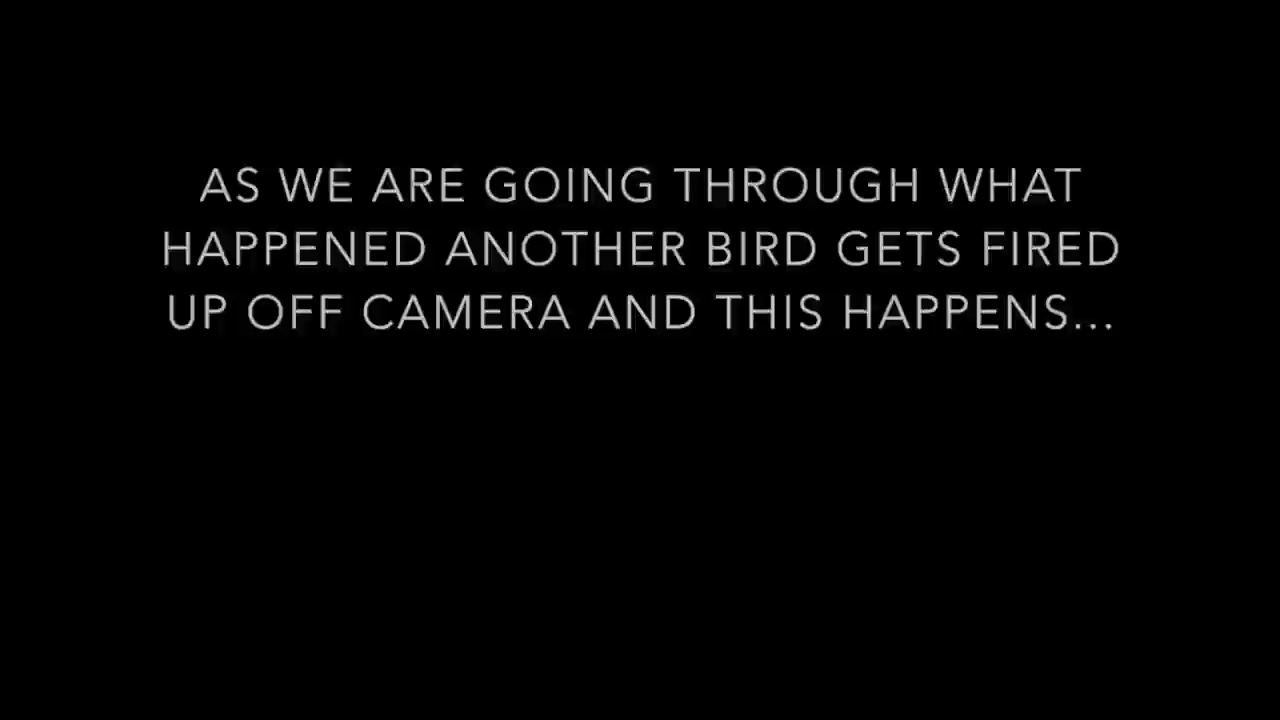 AS WE ARE GOING THROUGH WHAT
HAPPENED ANOTHER BIRD GETS FIRED
UP OFF CAMERA AND THIS HAPPENS...